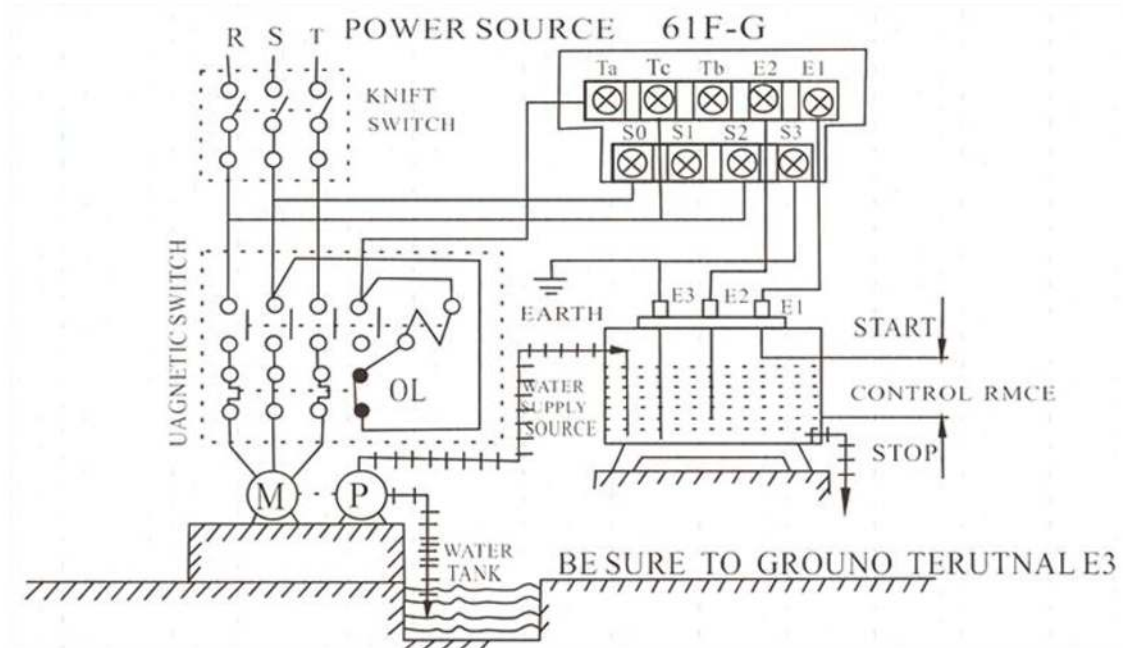 R S T POWER SOURCE 61F-G
Ta Tc Tb E2 E1
KNIFT
SWITCH
S0 S1 S2 S3
UAGNETIC SWITCH
E3 E2 E1
EARTH
START
OL
WATER
SUPPLY
SOURCE
CONTROL RMCE
STOP
M P
WATER
TANK
BE SURE TO GROUNO TERUTNAL E3